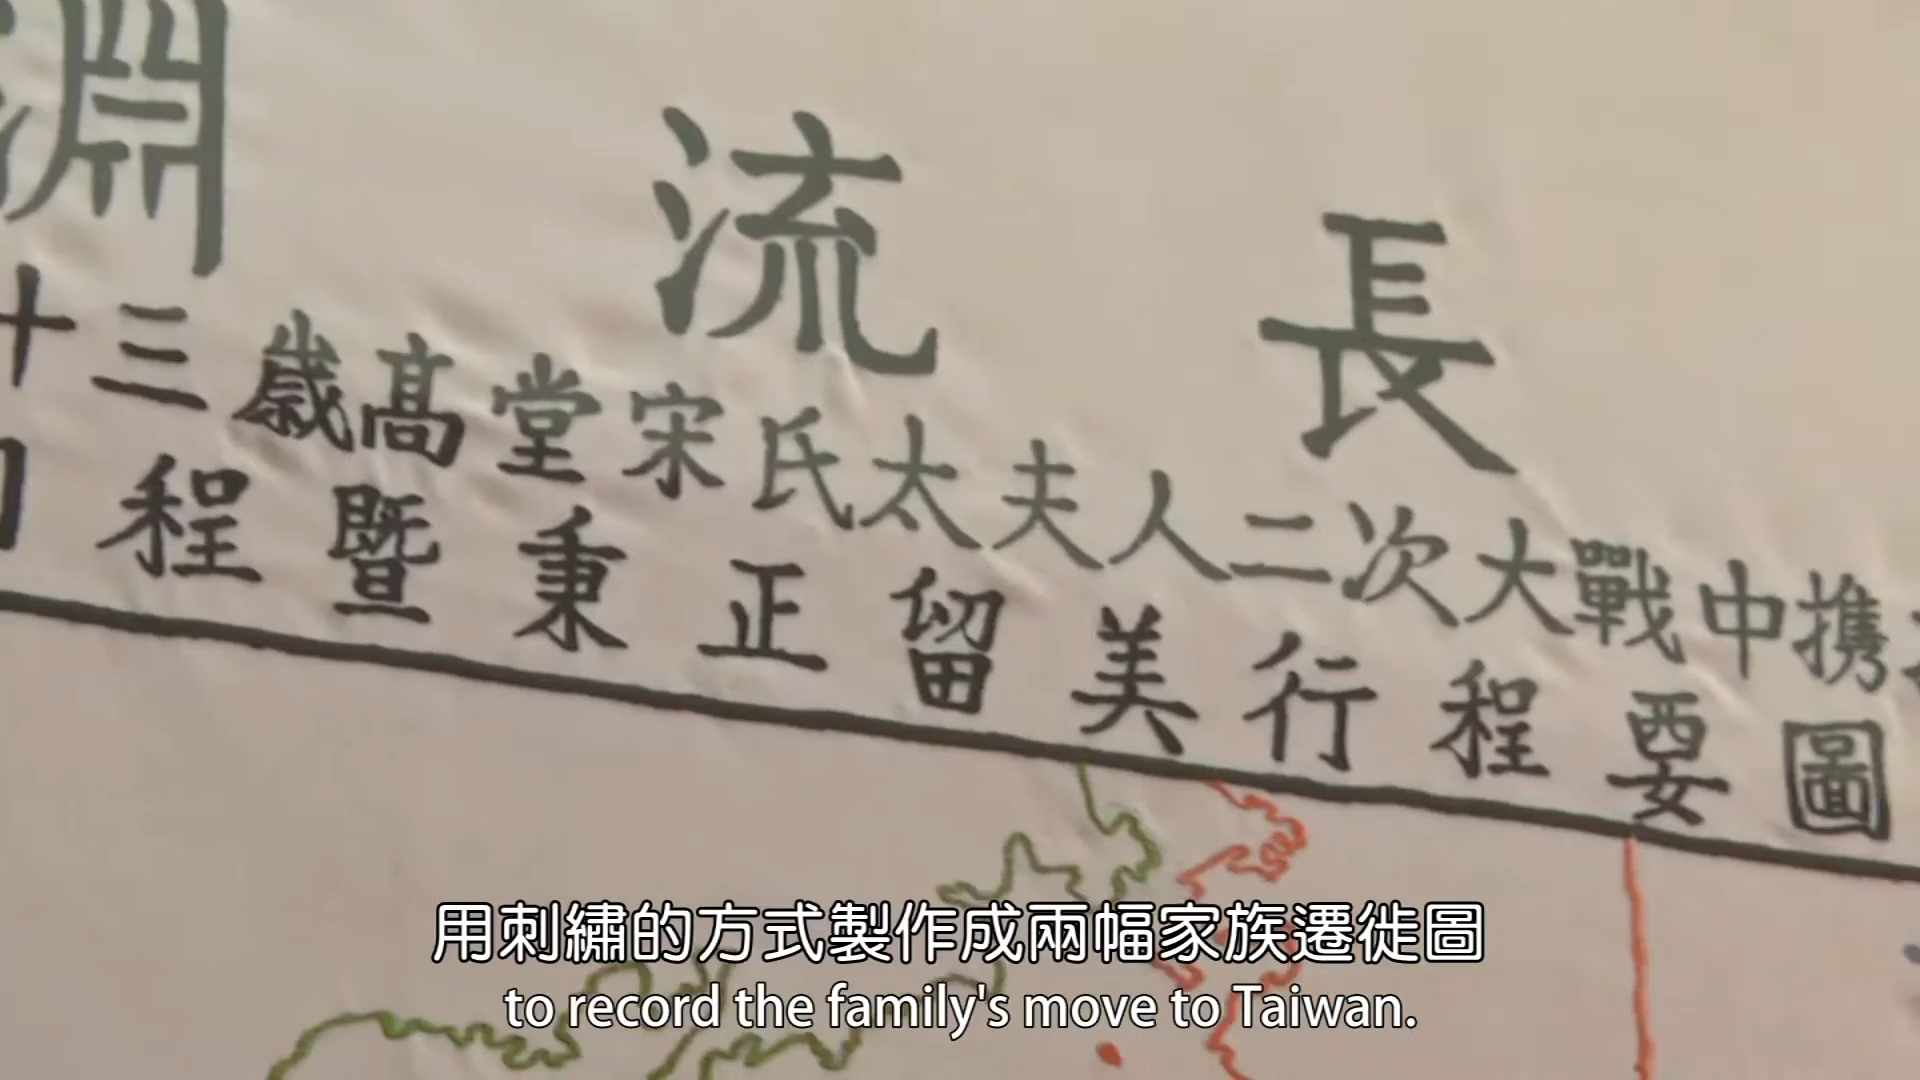 淵流長
十三歲高堂宋氏太夫人二次大戰中携
程暨秉正留美行程要圖
用刺繡的方式製作成兩幅家族遷徙圖
to record the family's move to Taiwan.